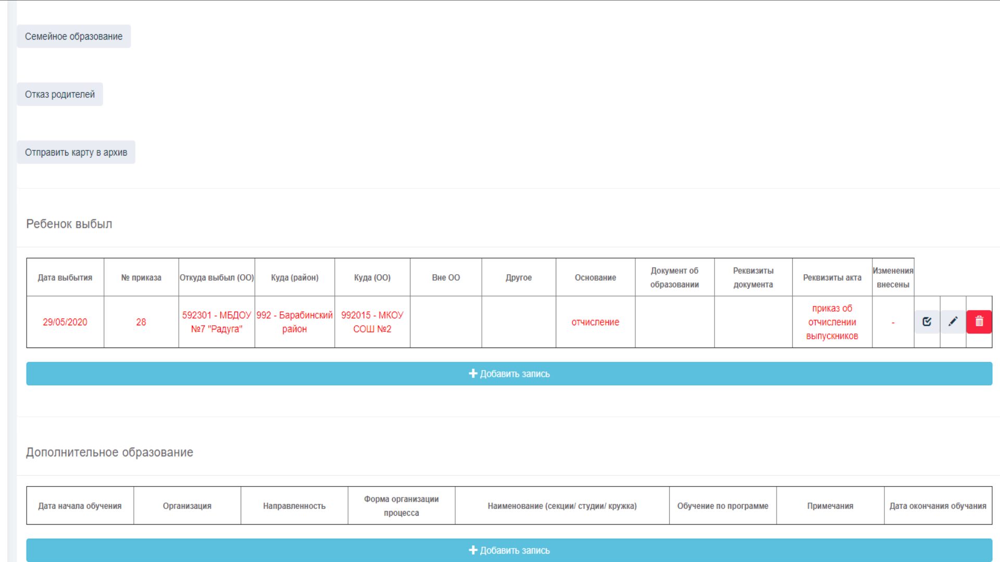 Семейное образование
Отказ родителей
Отправить карту в архив
Ребенок выбыл
Дата выбытия
№ приказа
Откуда выбыл (ОО)
Куда (район)
Куда (ОО)
Вне ОО
Другое
Основание
Документ об
образовании
Реквизиты
документа
Реквизиты акта
Изменения
внесены
29/05/2020
28
592301 - МБДОУ
№7 "Радуга"
992 - Барабинский
район
992015 - МКОУ
СОШ №2
отчисление
приказ об
отчислении
выпускников
-
Добавить запись
Дополнительное образование
Дата начала обучения
Организация
Направленность
Форма организации
процесса
Наименование (секции/ студии/ кружка)
Обучение по программе
Примечания
Дата окончания обучания
Добавить запись